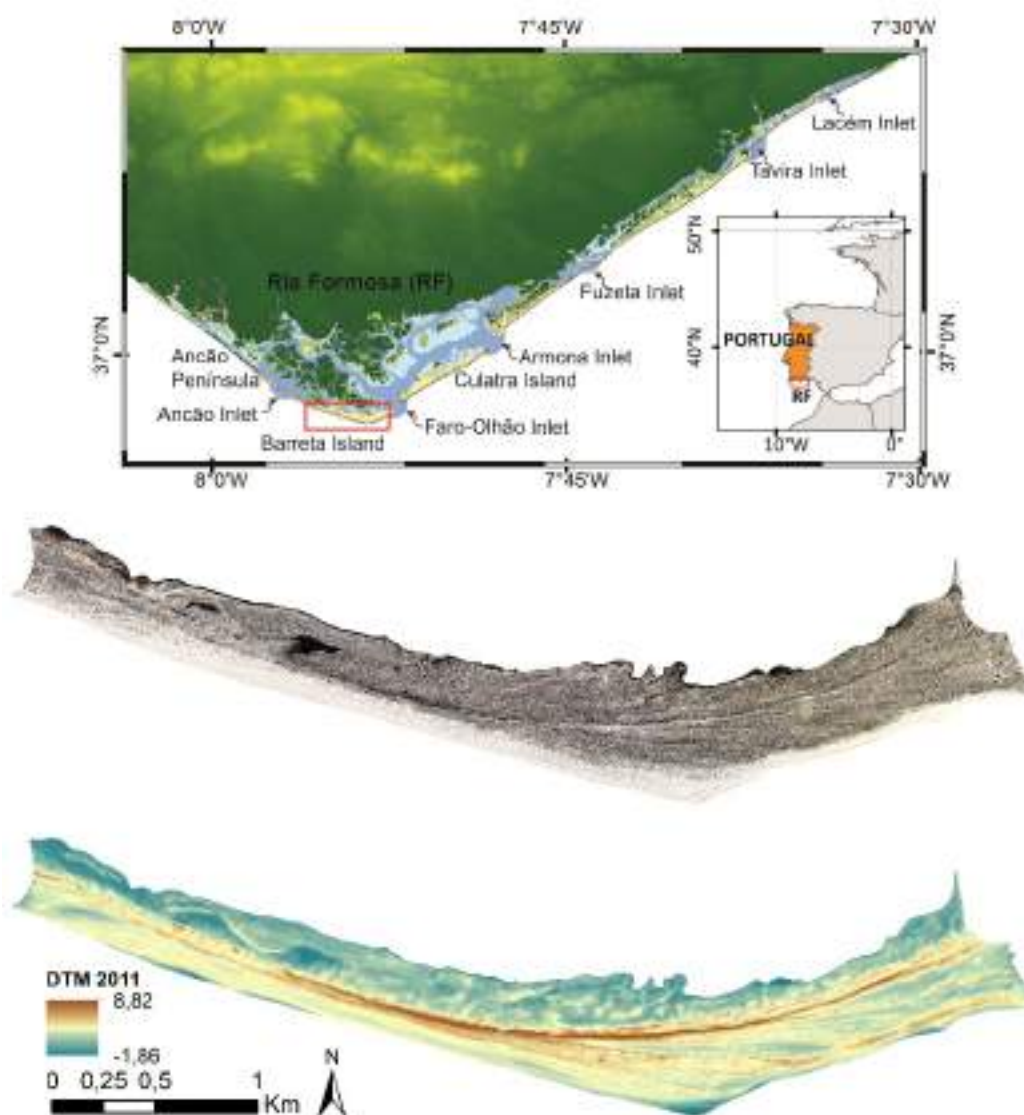 8°0'W 7°45'W 7°30'W
Lacém Inlet
Tavira Inlet
50°N
Ria Formosa (RF)
Fuzeta Inlet
PORTUGAL
40°N
37°0'N
37°0'N
Ancão
Península
Armona Inlet
Culatra Island
RF
Ancão Inlet
Faro-Olhão Inlet
Barreta Island
10°W 0°
8°0'W 7°45'W 7°30'W
DTM 2011
8,82
-1,86
0 0,25 0,5 1
Km
N